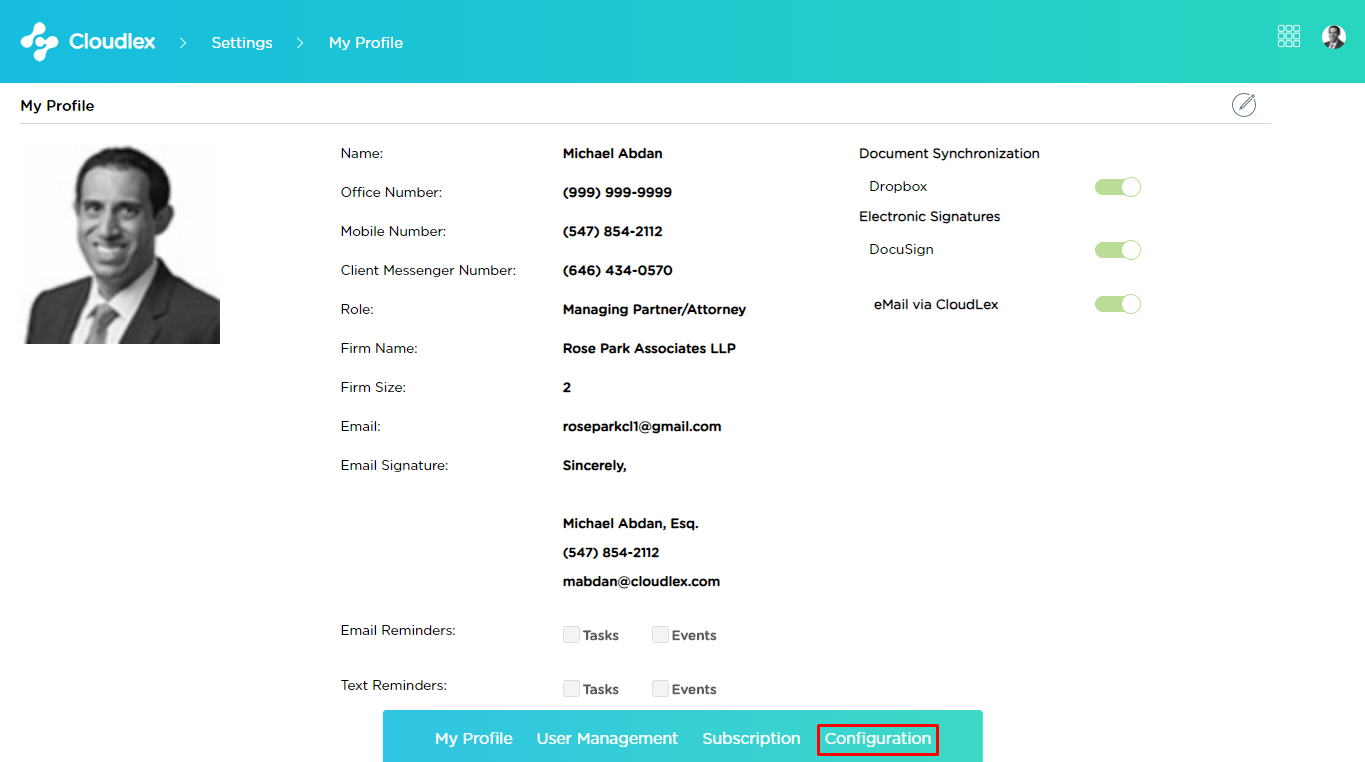 Cloudlex > Settings > My Profile
My Profile
Name: Michael Abdan
Office Number: (999) 999-9999
Mobile Number: (547) 854-2112
Client Messenger Number: (646) 434-0570
Role: Managing Partner/Attorney
Firm Name: Rose Park Associates LLP
Firm Size: 2
Email: roseparkcl1@gmail.com
Email Signature: Sincerely,
Michael Abdan, Esq.
(547) 854-2112
mabdan@cloudlex.com
Email Reminders: Tasks Events
Text Reminders: Tasks Events
Document Synchronization
Dropbox
Electronic Signatures
DocuSign
eMail via CloudLex
My Profile User Management Subscription Configuration